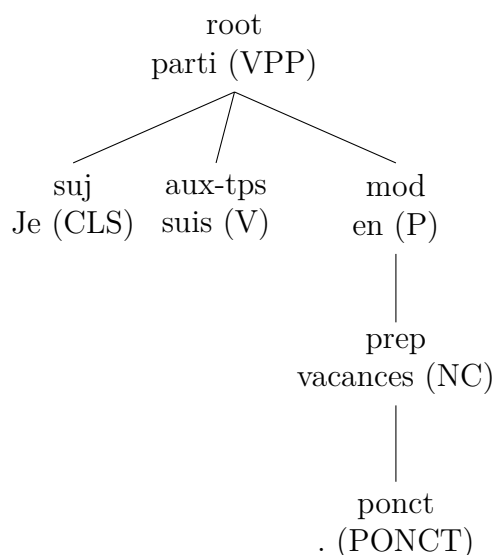 root
parti (VPP)
suj aux-tps mod
Je (CLS) suis (V) en (P)
prep
vacances (NC)
ponct
. (PONCT)